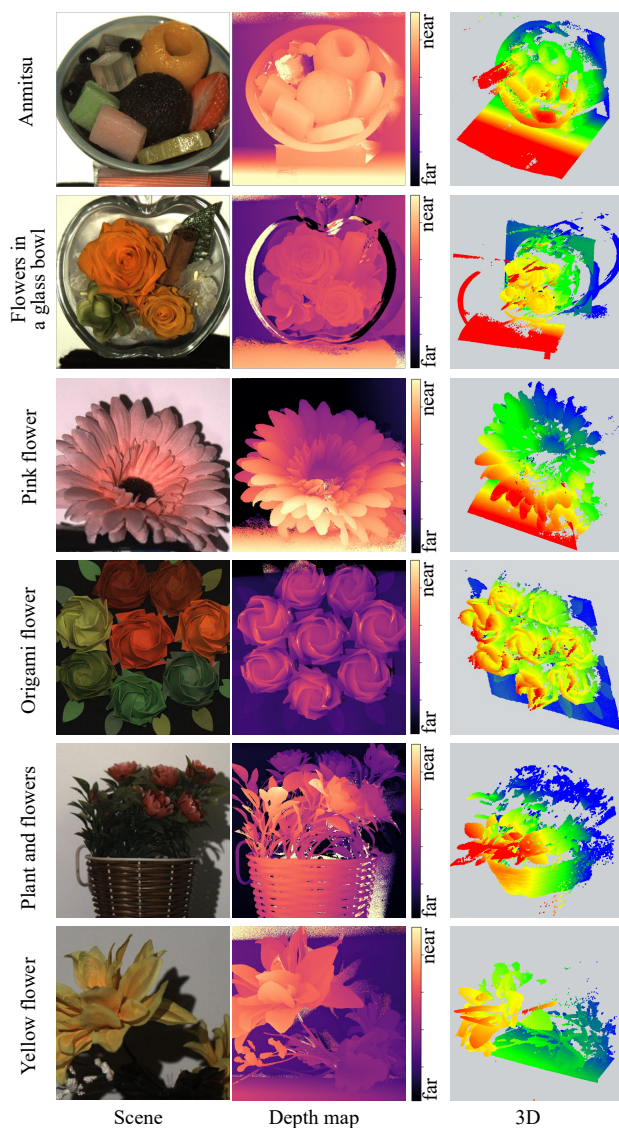 Anmitsu
near
far
Flowers in
a glass bowl
near
far
Pink flower
near
far
Origami flower
near
far
Plant and flowers
near
far
Yellow flower
near
far
Scene
Depth map
3D